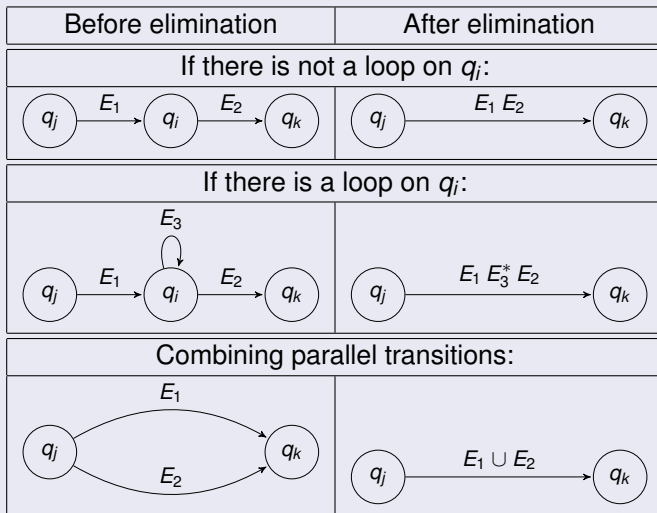 Before elimination After elimination
If there is not a loop on qᵢ:
qⱼ E₁ qᵢ E₂ qₖ qⱼ E₁ E₂ qₖ
If there is a loop on qᵢ:
E₃
qⱼ E₁ qᵢ E₂ qₖ qⱼ E₁ E₃* E₂ qₖ
Combining parallel transitions:
E₁
qⱼ qₖ
E₂
qⱼ E₁ ∪ E₂ qₖ